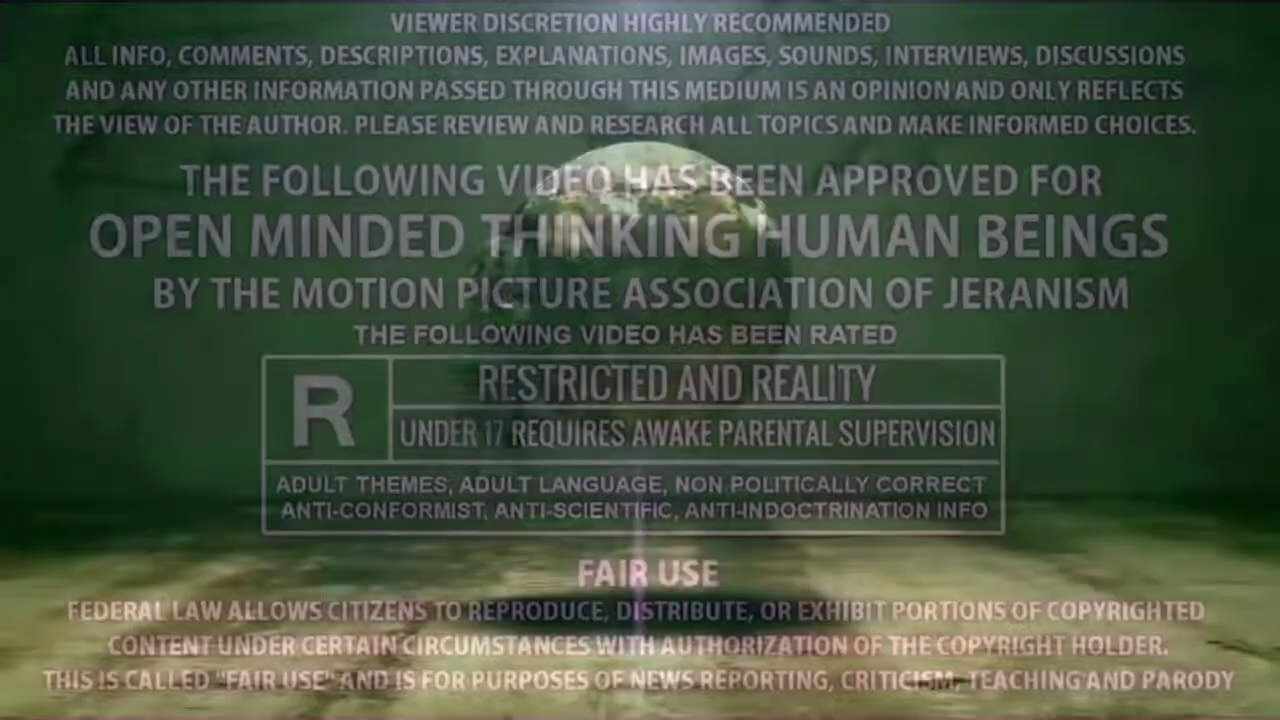 VIEWER DISCRETION HIGHLY RECOMMENDED
ALL INFO, COMMENTS, DESCRIPTIONS, EXPLANATIONS, IMAGES, SOUNDS, INTERVIEWS, DISCUSSIONS
AND ANY OTHER INFORMATION PASSED THROUGH THIS MEDIUM IS AN OPINION AND ONLY REFLECTS
THE VIEW OF THE AUTHOR. PLEASE REVIEW AND RESEARCH ALL TOPICS AND MAKE INFORMED CHOICES.
THE FOLLOWING VIDEO HAS BEEN APPROVED FOR
OPEN MINDED THINKING HUMAN BEINGS
BY THE MOTION PICTURE ASSOCIATION OF JERANISM
THE FOLLOWING VIDEO HAS BEEN RATED
R
RESTRICTED AND REALITY
UNDER 17 REQUIRES AWAKE PARENTAL SUPERVISION
ADULT THEMES, ADULT LANGUAGE, NON POLITICALLY CORRECT
ANTI-CONFORMIST, ANTI-SCIENTIFIC, ANTI-INDOCTRINATION INFO
FAIR USE
FEDERAL LAW ALLOWS CITIZENS TO REPRODUCE, DISTRIBUTE, OR EXHIBIT PORTIONS OF COPYRIGHTED
CONTENT UNDER CERTAIN CIRCUMSTANCES WITH AUTHORIZATION OF THE COPYRIGHT HOLDER.
THIS IS CALLED "FAIR USE" AND IS FOR PURPOSES OF NEWS REPORTING, CRITICISM, TEACHING AND PARODY